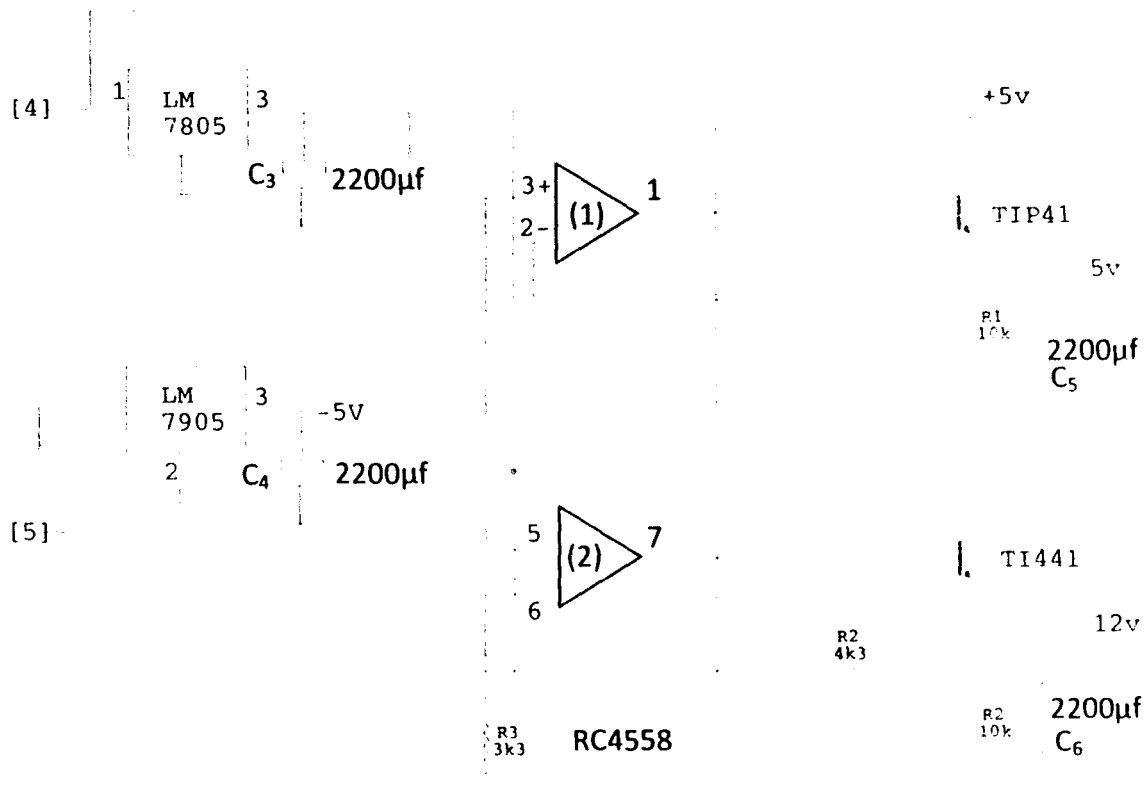 [4]
1
LM
7805
3
C₃
2200μf
3+
2-
(1)
1
+5v
TIP41
5v
R1
10k
2200μf
C₅
LM
7905
3
-5V
2
C₄
2200μf
[5]
5
6
(2)
7
TI441
12v
R2
4k3
R3
3k3
RC4558
R2
10k
2200μf
C₆